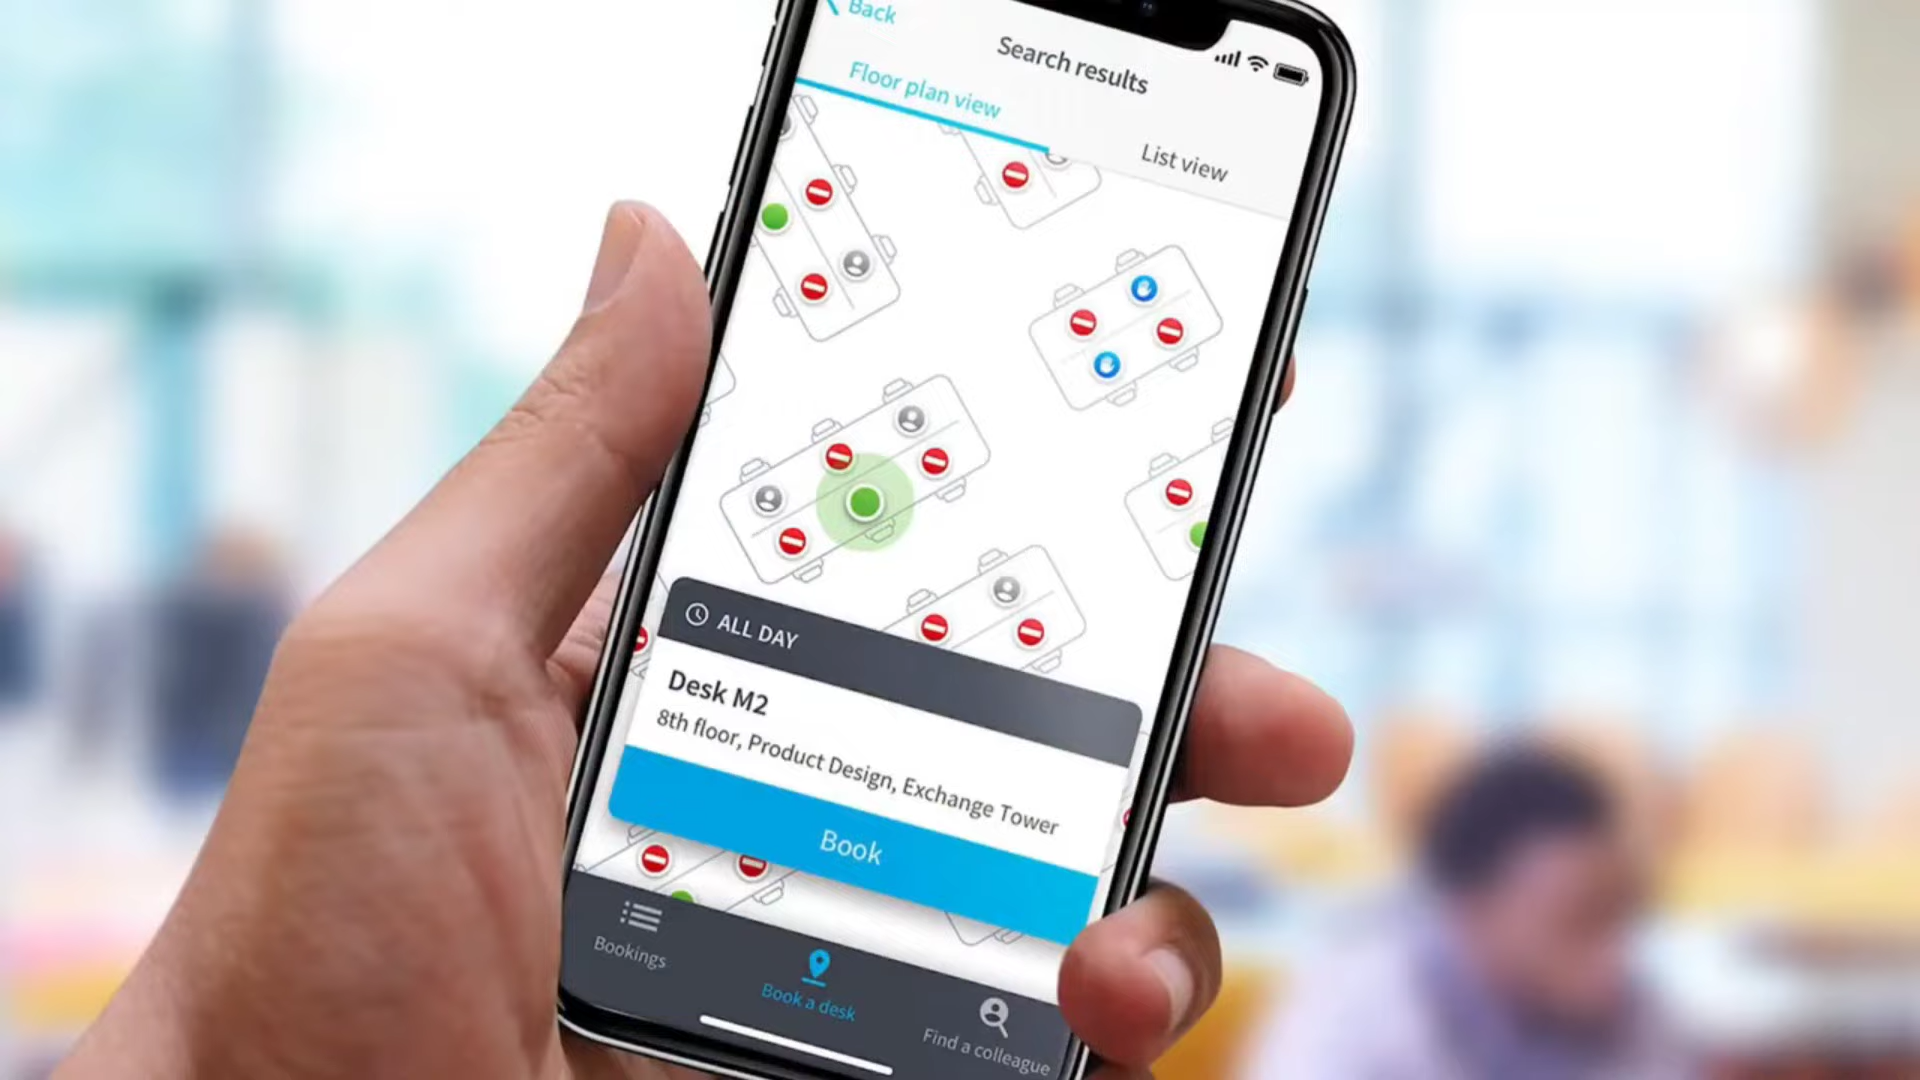 Back
Search results
Floor plan view
List view
ALL DAY
Desk M2
8th floor, Product Design, Exchange Tower
Book
Bookings
Book a desk
Find a colleague